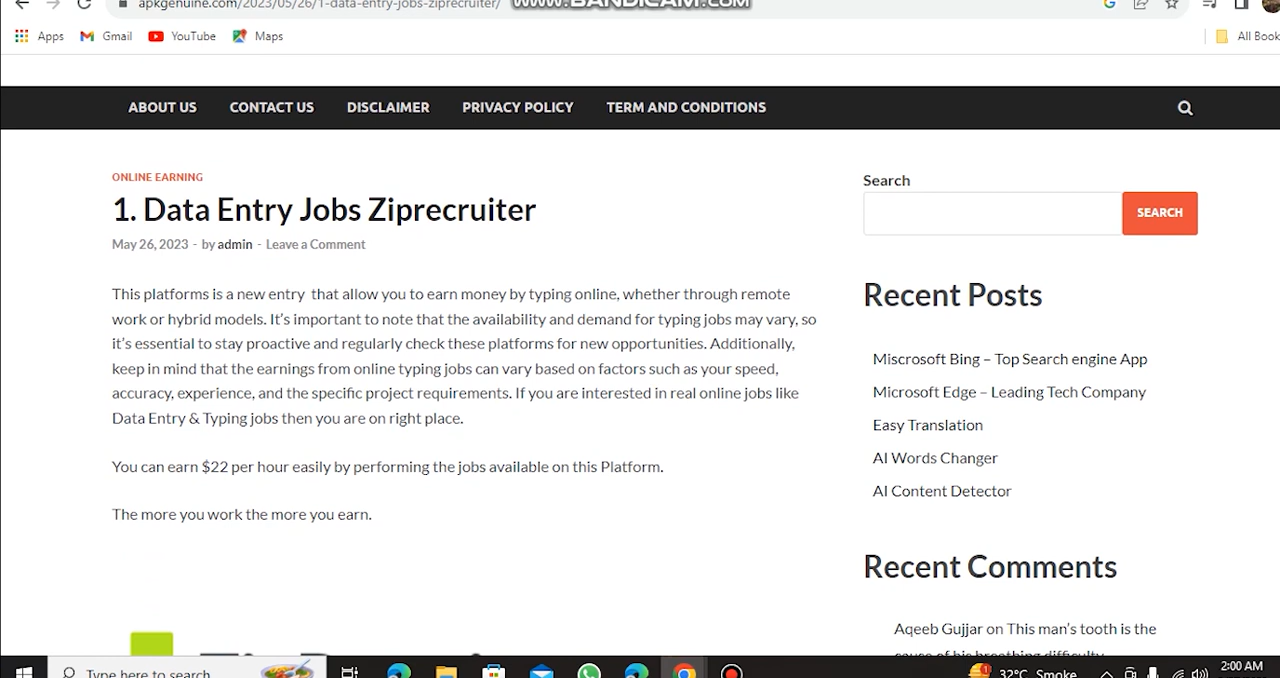 apkgenuine.com/2023/05/26/1-data-entry-jobs-ziprecruiter/
WWW.BANDICAM.COM
Apps Gmail YouTube Maps All Book
ABOUT US CONTACT US DISCLAIMER PRIVACY POLICY TERM AND CONDITIONS
ONLINE EARNING
1. Data Entry Jobs Ziprecruiter
May 26, 2023 - by admin - Leave a Comment
This platforms is a new entry that allow you to earn money by typing online, whether through remote
work or hybrid models. It’s important to note that the availability and demand for typing jobs may vary, so
it’s essential to stay proactive and regularly check these platforms for new opportunities. Additionally,
keep in mind that the earnings from online typing jobs can vary based on factors such as your speed,
accuracy, experience, and the specific project requirements. If you are interested in real online jobs like
Data Entry & Typing jobs then you are on right place.
You can earn $22 per hour easily by performing the jobs available on this Platform.
The more you work the more you earn.
Search
SEARCH
Recent Posts
Miscrosoft Bing – Top Search engine App
Microsoft Edge – Leading Tech Company
Easy Translation
AI Words Changer
AI Content Detector
Recent Comments
Aqeeb Gujjar on This man’s tooth is the
cause of his breathing difficulty
Type here to search
1
32°C Smoke
2:00 AM